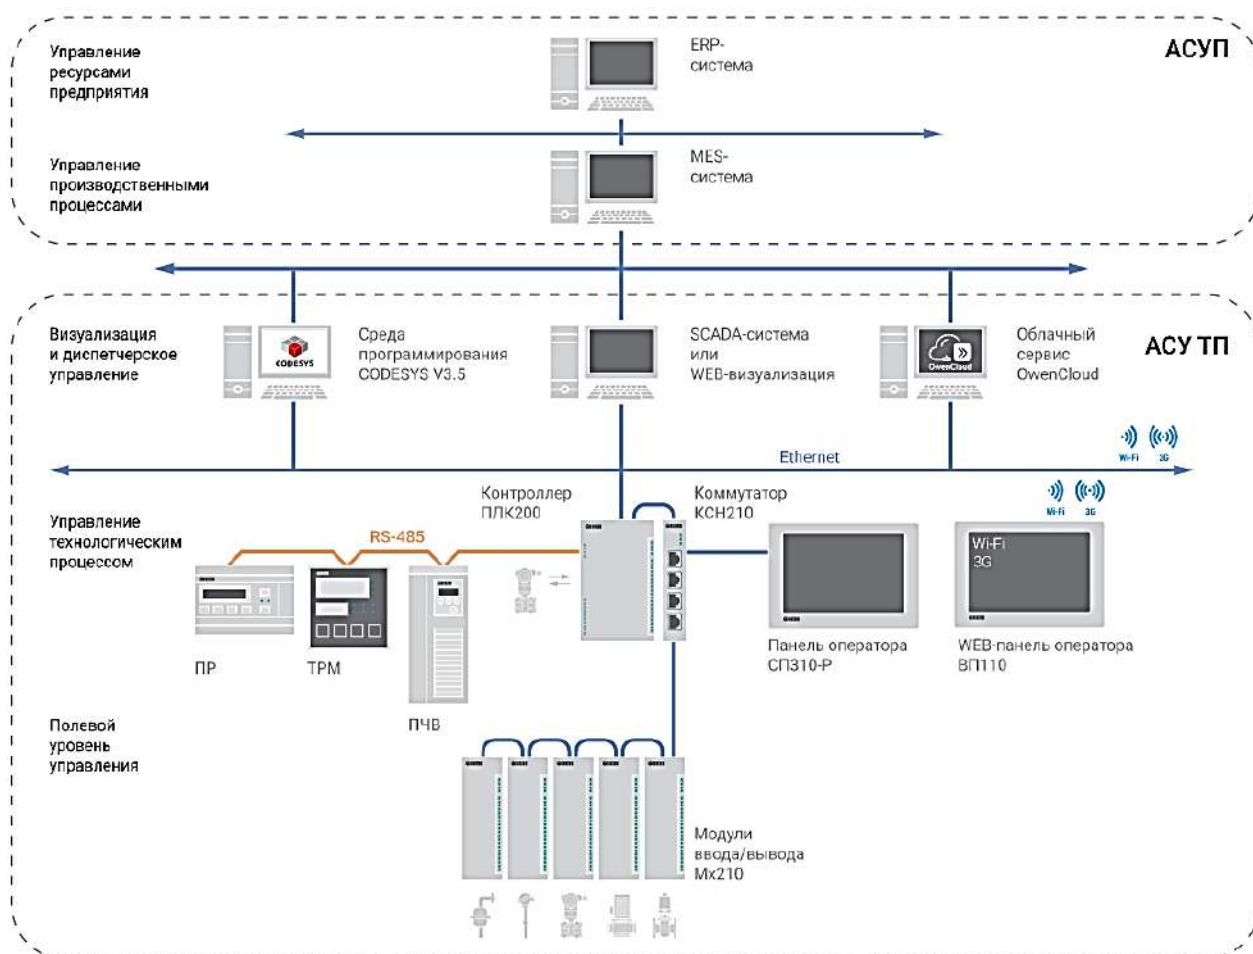 АСУП
Управление
ресурсами
предприятия
ERP-
система
Управление
производственными
процессами
MES-
система
АСУ ТП
Визуализация
и диспетчерское
управление
CODESYS
Среда
программирования
CODESYS V3.5
SCADA-система
или
WEB-визуализация
OwenCloud
Облачный
сервис
OwenCloud
Ethernet
Wi-Fi
3G
Управление
технологическим
процессом
RS-485
Контроллер
ПЛК200
Коммутатор
КСН210
Wi-Fi
3G
Wi-Fi
3G
ПР
ТРМ
ПЧВ
Панель оператора
СП310-Р
WEB-панель оператора
ВП110
Полевой
уровень
управления
Модули
ввода/вывода
Мх210